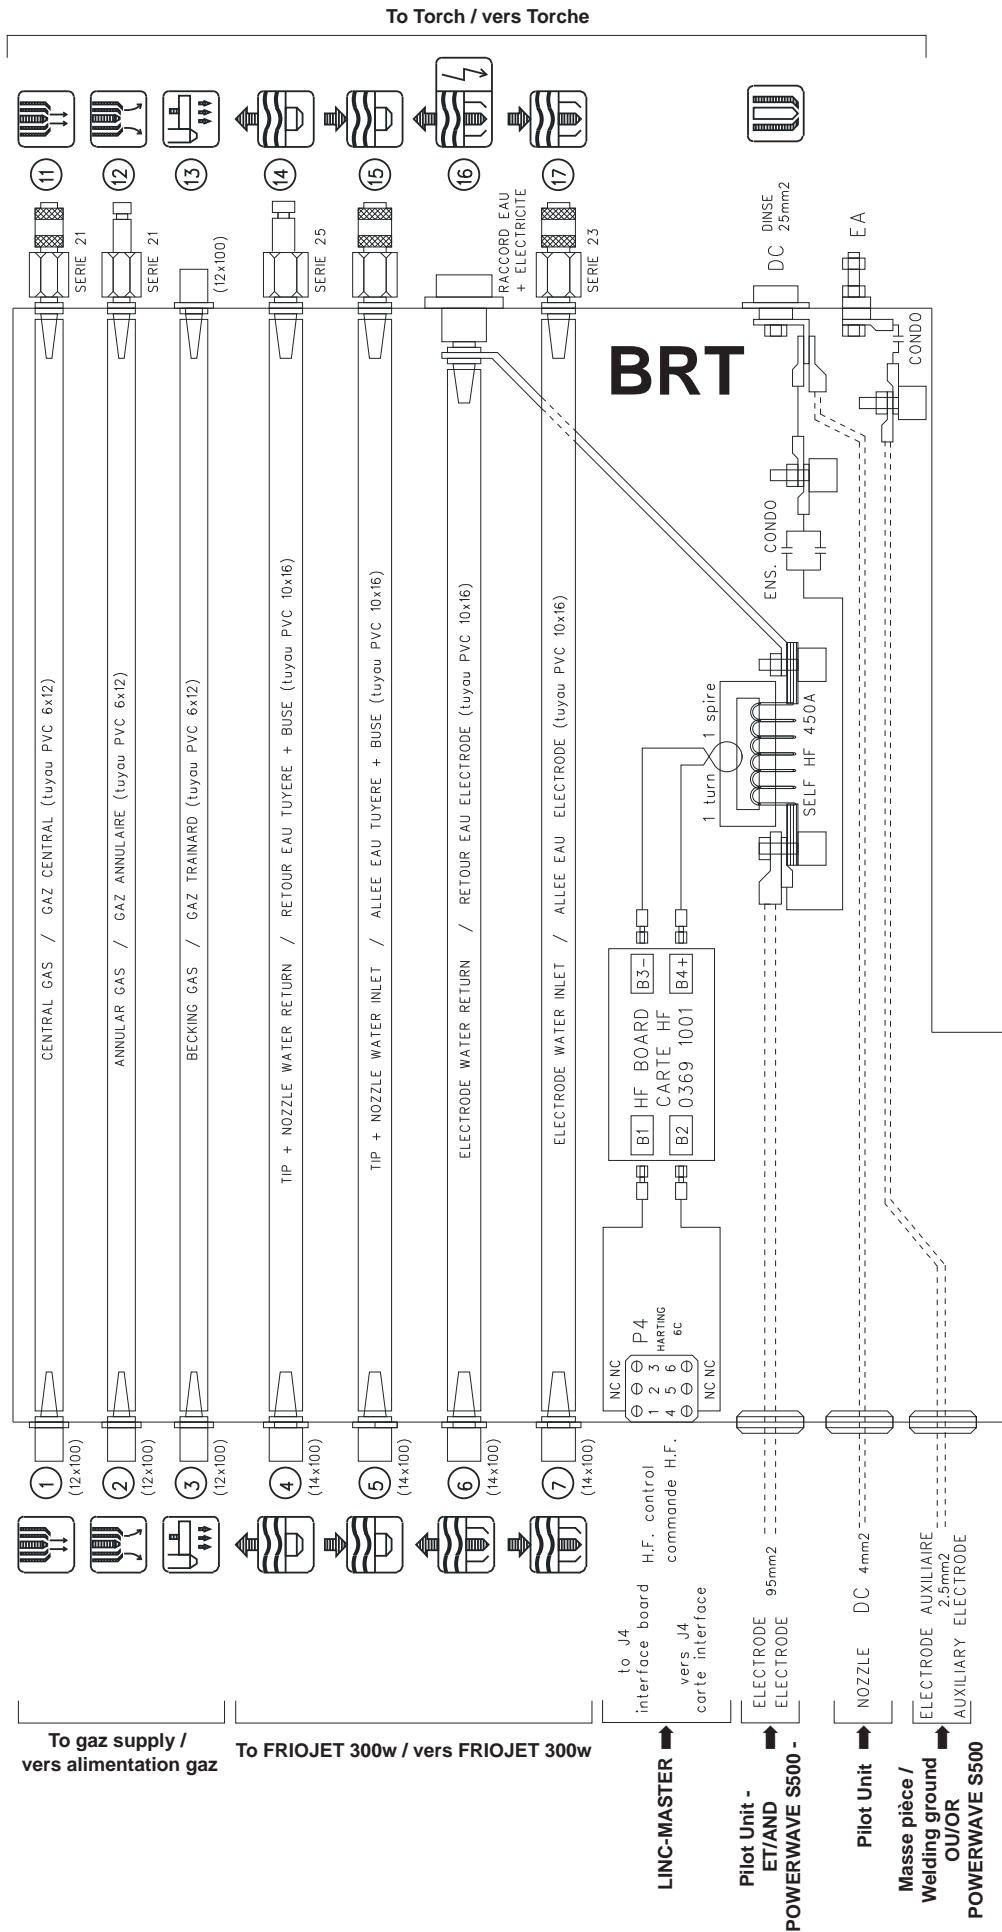 To Torch / vers Torche
11
12
13
14
15
16
17
SERIE 21
SERIE 21
(12x100)
SERIE 25
RACCORD EAU
+ ELECTRICITE
SERIE 23
DC
DINSE
25mm2
EA
BRT
CONDO
ENS. CONDO
CENTRAL GAS / GAZ CENTRAL (tuyau PVC 6x12)
ANNULAR GAS / GAZ ANNULAIRE (tuyau PVC 6x12)
BECKING GAS / GAZ TRAINARD (tuyau PVC 6x12)
TIP + NOZZLE WATER RETURN / RETOUR EAU TUYERE + BUSE (tuyau PVC 10x16)
TIP + NOZZLE WATER INLET / ALLEE EAU TUYERE + BUSE (tuyau PVC 10x16)
ELECTRODE WATER RETURN / RETOUR EAU ELECTRODE (tuyau PVC 10x16)
ELECTRODE WATER INLET / ALLEE EAU ELECTRODE (tuyau PVC 10x16)
1 turn 1 spire
SELF HF 450A
B3-
B4+
HF BOARD
CARTE HF
0369 1001
B1
B2
P4
HARTING
6C
NC NC
1 2 3
4 5 6
NC NC
1
(12x100)
2
(12x100)
3
(12x100)
4
(14x100)
5
(14x100)
6
(14x100)
7
(14x100)
to J4
interface board
H.F. control
commande H.F.
vers J4
carte interface
ELECTRODE
ELECTRODE
95mm2
NOZZLE DC 4mm2
ELECTRODE AUXILIAIRE
2.5mm2
AUXILIARY ELECTRODE
To gaz supply /
vers alimentation gaz
To FRIOJET 300w / vers FRIOJET 300w
LINC-MASTER
Pilot Unit -
ET/AND
POWERWAVE S500 -
Pilot Unit
Masse pièce /
Welding ground
OU/OR
POWERWAVE S500